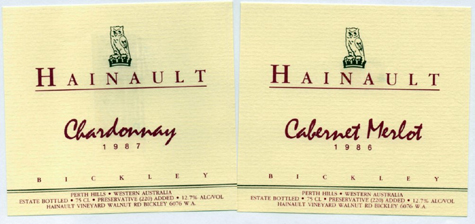 HAINAULT
Chardonnay
1987
BICKLEY
PERTH HILLS • WESTERN AUSTRALIA
ESTATE BOTTLED • 75 CL • PRESERVATIVE (220) ADDED • 12.7% ALC/VOL
HAINAULT VINEYARD WALNUT RD BICKLEY 6076 W.A.
HAINAULT
Cabernet Merlot
1986
BICKLEY
PERTH HILLS • WESTERN AUSTRALIA
ESTATE BOTTLED • 75 CL • PRESERVATIVE (220) ADDED • 12.7% ALC/VOL
HAINAULT VINEYARD WALNUT RD BICKLEY 6076 W.A.